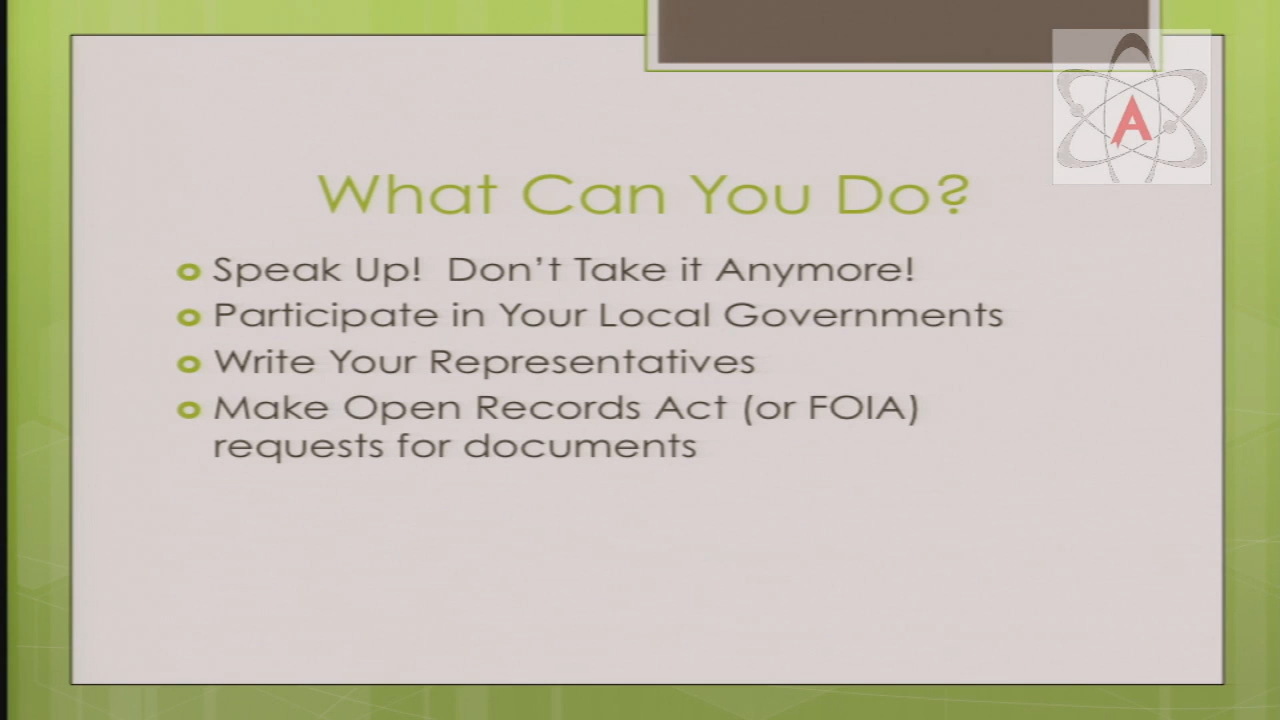 A
What Can You Do?
Speak Up!  Don't Take it Anymore!
Participate in Your Local Governments
Write Your Representatives
Make Open Records Act (or FOIA)
requests for documents